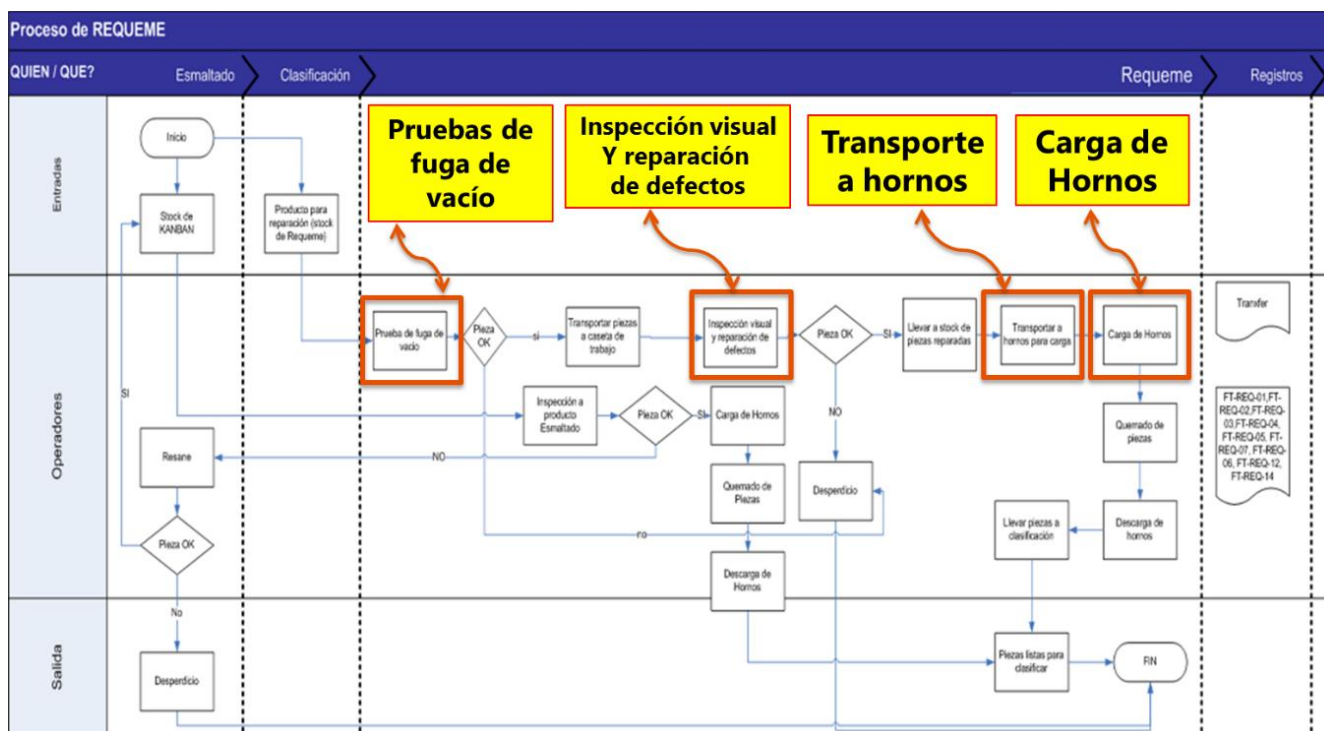 Proceso de REQUEME
QUIEN / QUE?
Esmaltado
Clasificación
Requeme
Registros
Entradas
Inicio
Stock de
KANBAN
Producto para
reparación (stock
de Requeme)
Pruebas de
fuga de
vacío
Inspección visual
Y reparación
de defectos
Transporte
a hornos
Carga de
Hornos
Operadores
Prueba de fuga de
vacio
Pieza
OK
si
Transportar piezas
a caseta de
trabajo
Inspección visual
y reparación de
defectos
Pieza OK
SI
Llevar a stock de
piezas reparadas
Transportar a
hornos para carga
Carga de Hornos
Tranxfer
SI
Inspección a
producto
Esmaltado
Pieza OK
SI
Carga de Hornos
NO
Quemado de
piezas
FT-REQ-01,FT-
REQ-02,FT-REQ-
03,FT-REQ-04,
FT-REQ-05, FT-
REQ-07, FT-REQ-
06, FT-REQ-12,
FT-REQ-14
Resane
NO
Quemado de
Piezas
Desperdicio
Pieza OK
no
Llevar piezas a
clasificación
Descarga de
hornos
Descarga de
Hornos
No
Salida
Desperdicio
Piezas listas para
clasificar
FIN